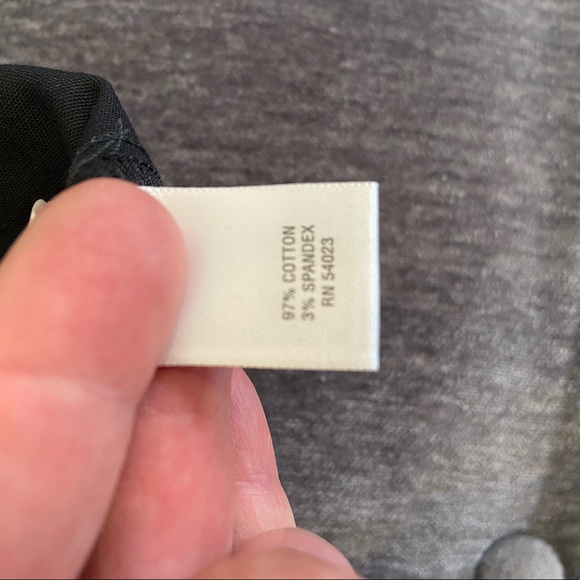 97% COTTON
3% SPANDEX
RN 54023